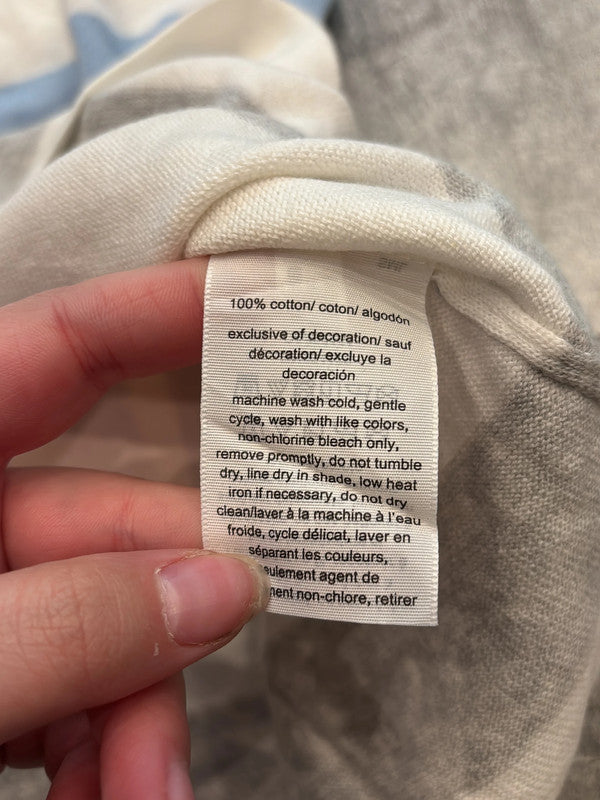 100% cotton/ coton/ algodón
exclusive of decoration/ sauf
décoration/ excluye la
decoración
machine wash cold, gentle
cycle, wash with like colors,
non-chlorine bleach only,
remove promptly, do not tumble
dry, line dry in shade, low heat
iron if necessary, do not dry
clean/laver à la machine à l'eau
froide, cycle délicat, laver en
séparant les couleurs,
agent de
non-chlore, retirer